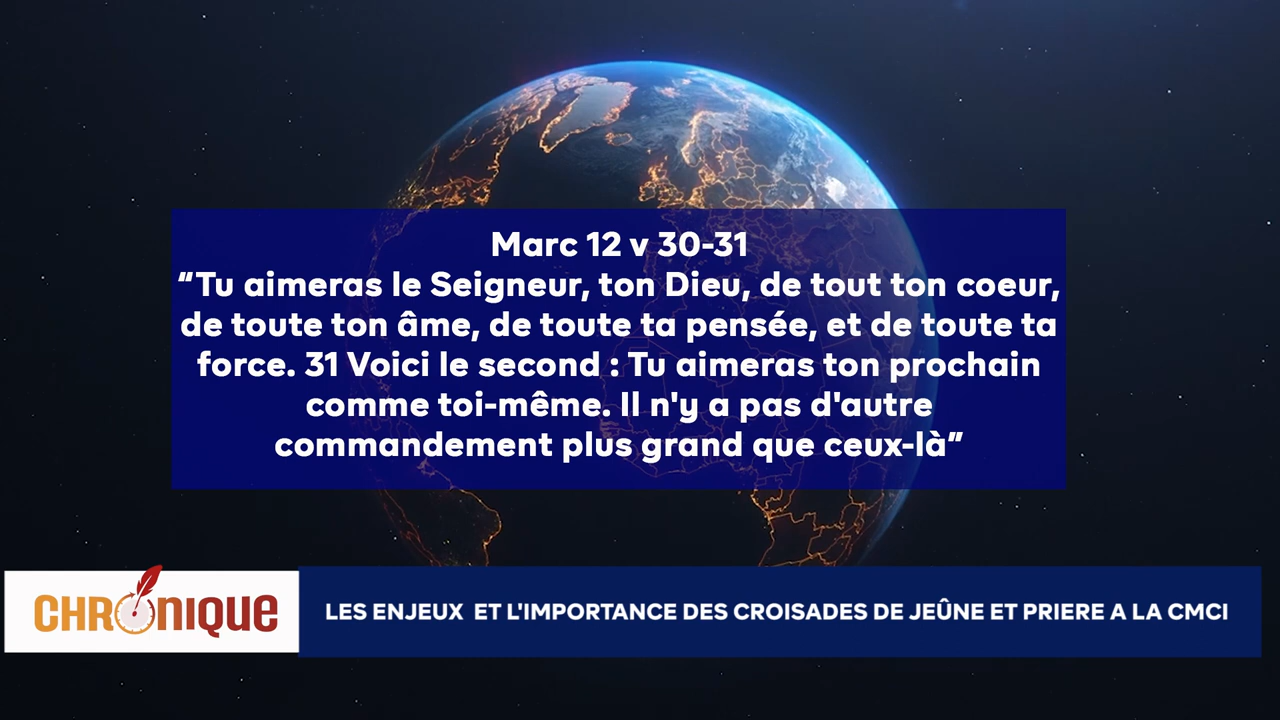 Marc 12 v 30-31
“Tu aimeras le Seigneur, ton Dieu, de tout ton coeur,
de toute ton âme, de toute ta pensée, et de toute ta
force. 31 Voici le second : Tu aimeras ton prochain
comme toi-même. Il n'y a pas d'autre
commandement plus grand que ceux-là”
CHRONIQUE
LES ENJEUX ET L'IMPORTANCE DES CROISADES DE JEÛNE ET PRIERE A LA CMCI